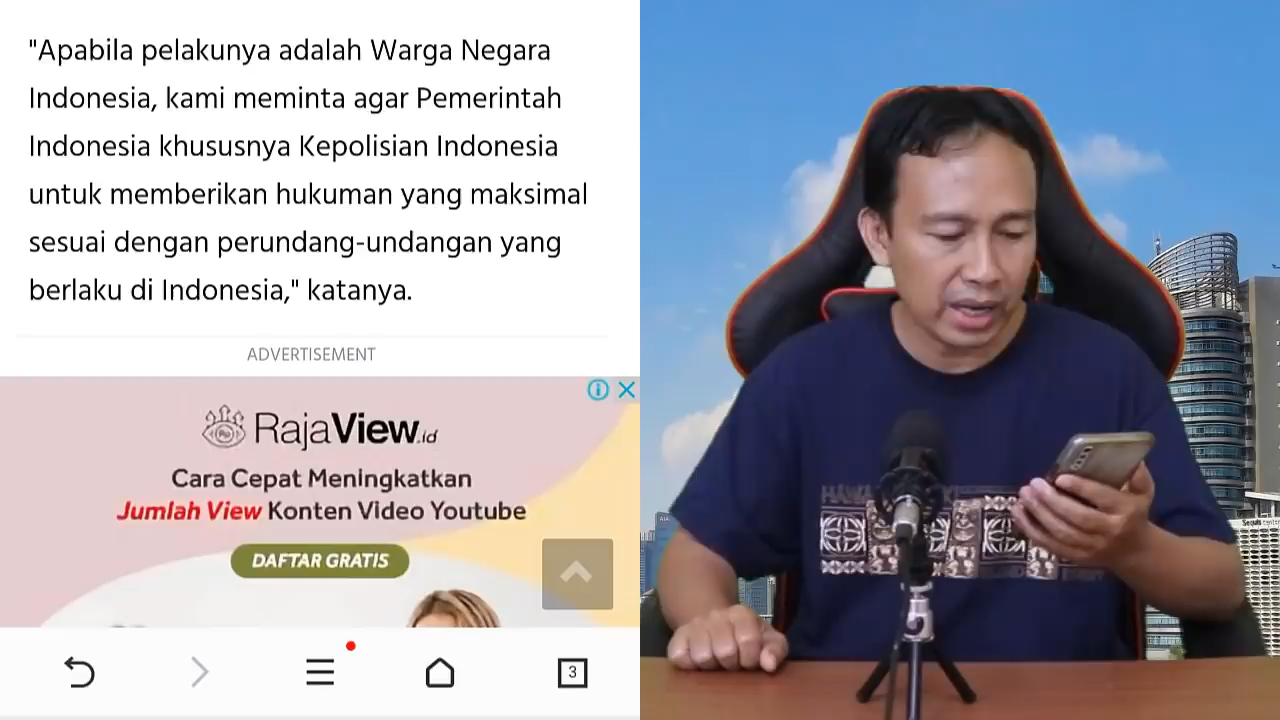 "Apabila pelakunya adalah Warga Negara
Indonesia, kami meminta agar Pemerintah
Indonesia khususnya Kepolisian Indonesia
untuk memberikan hukuman yang maksimal
sesuai dengan perundang-undangan yang
berlaku di Indonesia," katanya.
ADVERTISEMENT
RajaView.id
Cara Cepat Meningkatkan
Jumlah View Konten Video Youtube
DAFTAR GRATIS
3
AIA